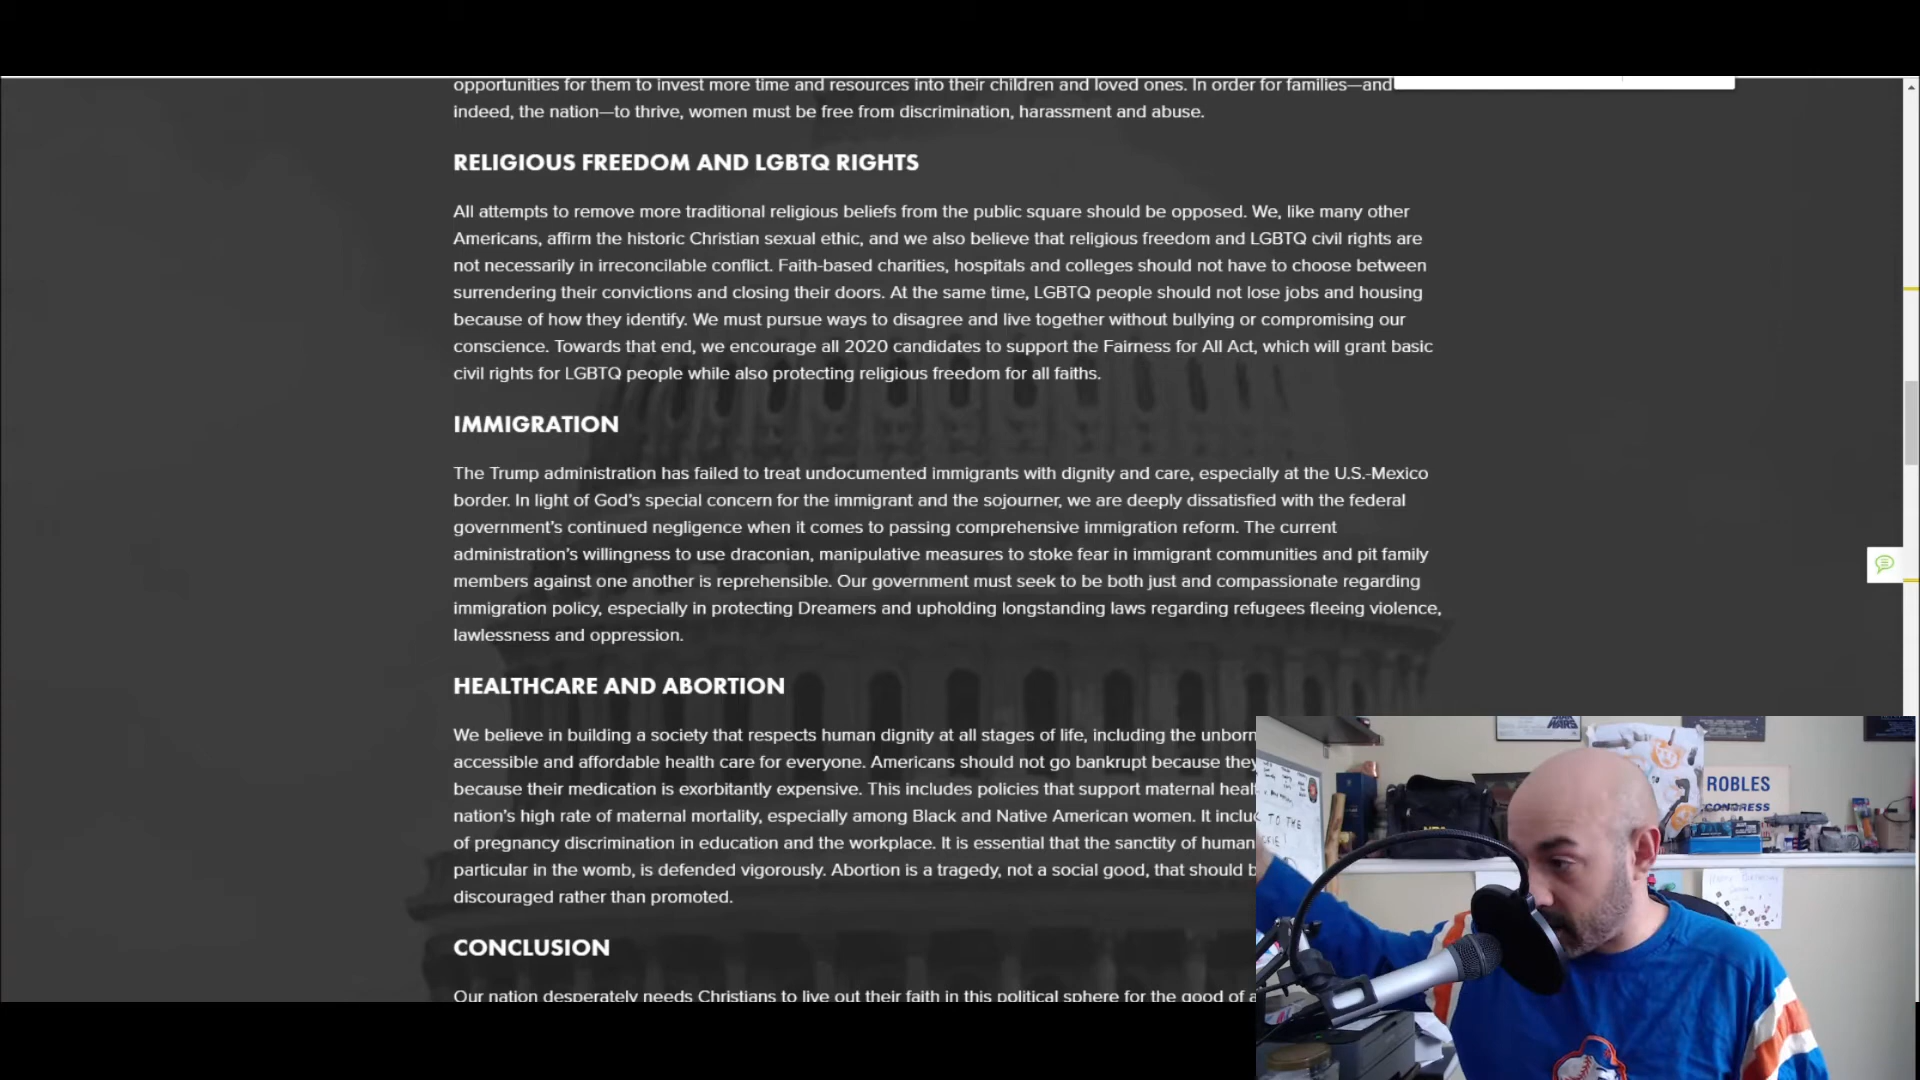 opportunities for them to invest more time and resources into their children and loved ones. In order for families—and
indeed, the nation—to thrive, women must be free from discrimination, harassment and abuse.
RELIGIOUS FREEDOM AND LGBTQ RIGHTS
All attempts to remove more traditional religious beliefs from the public square should be opposed. We, like many other
Americans, affirm the historic Christian sexual ethic, and we also believe that religious freedom and LGBTQ civil rights are
not necessarily in irreconcilable conflict. Faith-based charities, hospitals and colleges should not have to choose between
surrendering their convictions and closing their doors. At the same time, LGBTQ people should not lose jobs and housing
because of how they identify. We must pursue ways to disagree and live together without bullying or compromising our
conscience. Towards that end, we encourage all 2020 candidates to support the Fairness for All Act, which will grant basic
civil rights for LGBTQ people while also protecting religious freedom for all faiths.
IMMIGRATION
The Trump administration has failed to treat undocumented immigrants with dignity and care, especially at the U.S.-Mexico
border. In light of God's special concern for the immigrant and the sojourner, we are deeply dissatisfied with the federal
government's continued negligence when it comes to passing comprehensive immigration reform. The current
administration's willingness to use draconian, manipulative measures to stoke fear in immigrant communities and pit family
members against one another is reprehensible. Our government must seek to be both just and compassionate regarding
immigration policy, especially in protecting Dreamers and upholding longstanding laws regarding refugees fleeing violence,
lawlessness and oppression.
HEALTHCARE AND ABORTION
We believe in building a society that respects human dignity at all stages of life, including the unborn
accessible and affordable health care for everyone. Americans should not go bankrupt because they
because their medication is exorbitantly expensive. This includes policies that support maternal heal
nation's high rate of maternal mortality, especially among Black and Native American women. It inclu
of pregnancy discrimination in education and the workplace. It is essential that the sanctity of human
particular in the womb, is defended vigorously. Abortion is a tragedy, not a social good, that should b
discouraged rather than promoted.
CONCLUSION
Our nation desperately needs Christians to live out their faith in this political sphere for the good of a
WARS
ROBLES
CONGRESS
TO THE